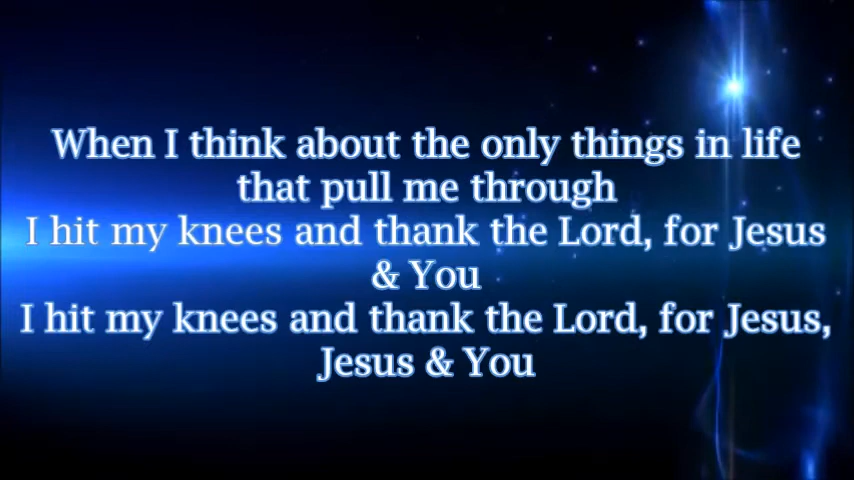 When I think about the only things in life
that pull me through
I hit my knees and thank the Lord, for Jesus
& You
I hit my knees and thank the Lord, for Jesus,
Jesus & You